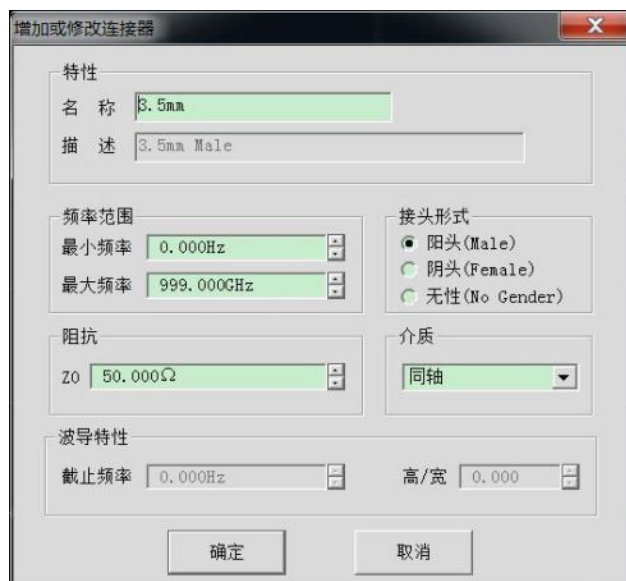 增加或修改连接器
特性
名 称 3.5mm
描 述 3.5mm Male
频率范围
最小频率 0.000Hz
最大频率 999.000GHz
接头形式
阳头(Male)
阴头(Female)
无性(No Gender)
阻抗
Z0 50.000Ω
介质
同轴
波导特性
截止频率 0.000Hz
高/宽 0.000
确定
取消